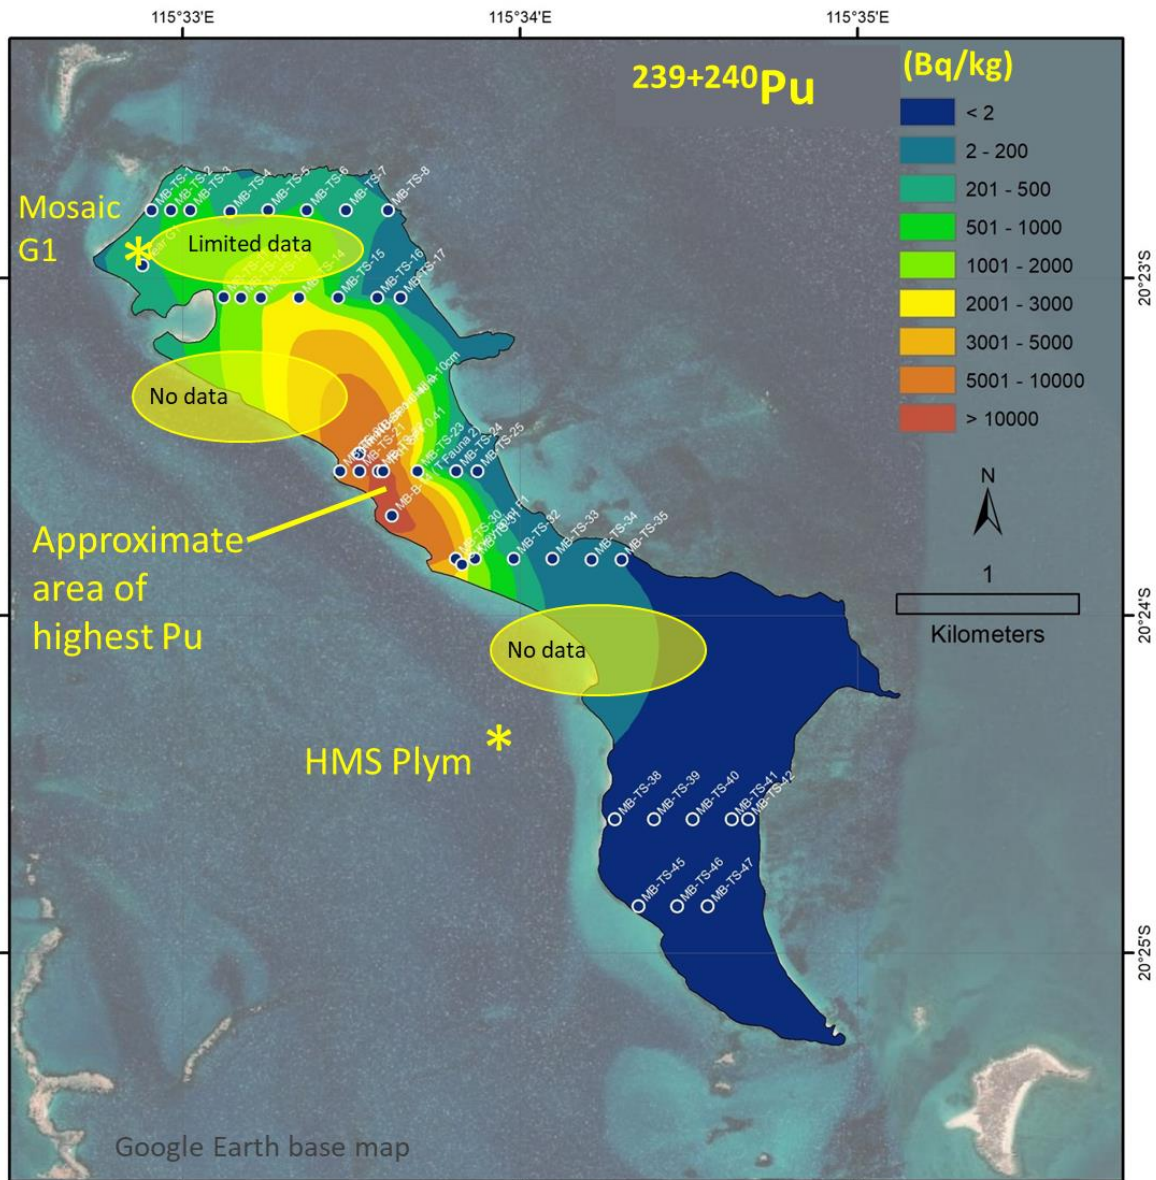 115°33'E 115°34'E 115°35'E
239+240Pu
(Bq/kg)
< 2
2 - 200
201 - 500
501 - 1000
1001 - 2000
2001 - 3000
3001 - 5000
5001 - 10000
> 10000
MB-TS-1
MB-TS-2
MB-TS-3
MB-TS-4
MB-TS-5
MB-TS-6
MB-TS-7
MB-TS-8
Mosaic
G1
*
Limited data
MB-TS-14
MB-TS-15
MB-TS-16
MB-TS-17
20°23'S
No data
MB-TS-21
MB-TS-23
MB-TS-24
MB-TS-25
N
1
Kilometers
Approximate
area of
highest Pu
MB-TS-30
MB-TS-32
MB-TS-33
MB-TS-34
MB-TS-35
20°24'S
No data
HMS Plym
*
MB-TS-38
MB-TS-39
MB-TS-40
MB-TS-41
MB-TS-42
MB-TS-45
MB-TS-46
MB-TS-47
20°25'S
Google Earth base map